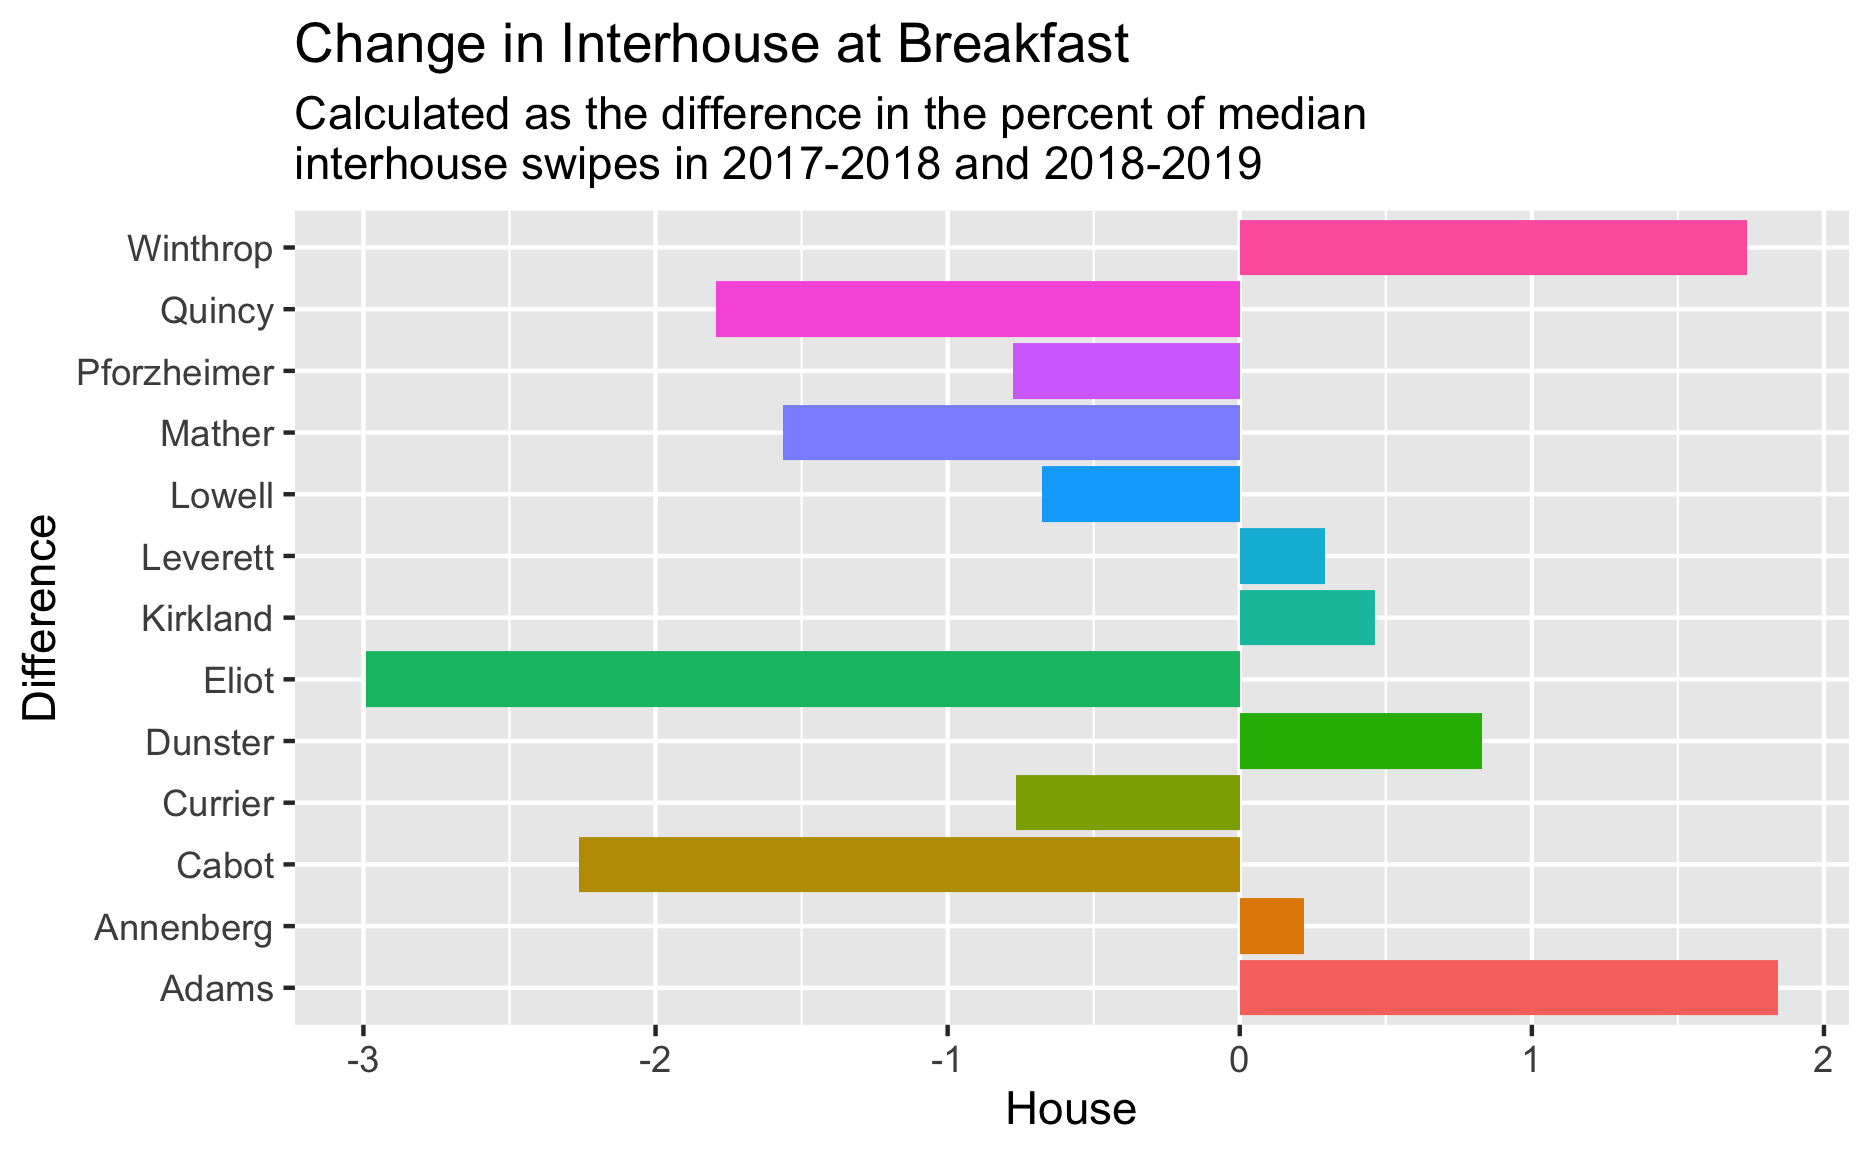 Change in Interhouse at Breakfast
Calculated as the difference in the percent of median
interhouse swipes in 2017-2018 and 2018-2019
Winthrop
Quincy
Pforzheimer
Mather
Lowell
Leverett
Kirkland
Eliot
Dunster
Currier
Cabot
Annenberg
Adams
Difference
-3 -2 -1 0 1 2
House